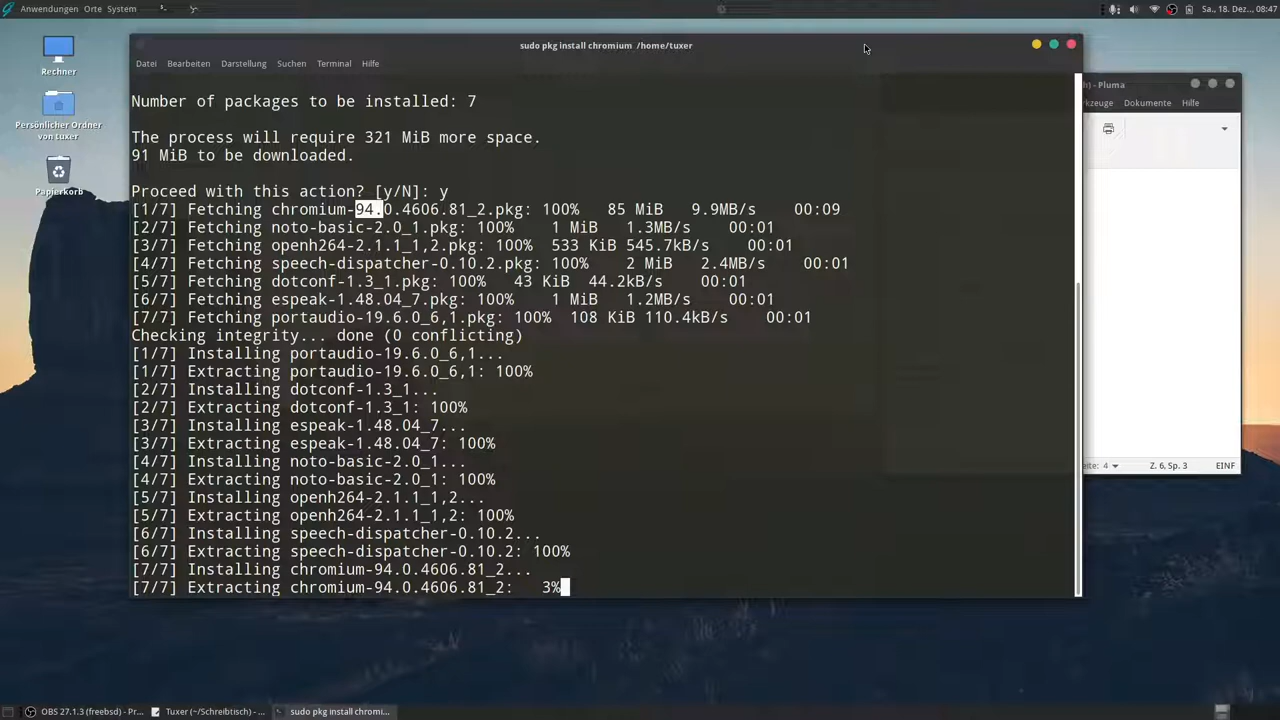 Anwendungen Orte System
Sa., 18. Dez., 08:47
Rechner
Persönlicher Ordner
von tuxer
Papierkorb
sudo pkg install chromium /home/tuxer
Datei Bearbeiten Darstellung Suchen Terminal Hilfe
Number of packages to be installed: 7
The process will require 321 MiB more space.
91 MiB to be downloaded.
Proceed with this action? [y/N]: y
[1/7] Fetching chromium-94.0.4606.81_2.pkg: 100% 85 MiB 9.9MB/s 00:09
[2/7] Fetching noto-basic-2.0_1.pkg: 100% 1 MiB 1.3MB/s 00:01
[3/7] Fetching openh264-2.1.1_1,2.pkg: 100% 533 KiB 545.7kB/s 00:01
[4/7] Fetching speech-dispatcher-0.10.2.pkg: 100% 2 MiB 2.4MB/s 00:01
[5/7] Fetching dotconf-1.3_1.pkg: 100% 43 KiB 44.2kB/s 00:01
[6/7] Fetching espeak-1.48.04_7.pkg: 100% 1 MiB 1.2MB/s 00:01
[7/7] Fetching portaudio-19.6.0_6,1.pkg: 100% 108 KiB 110.4kB/s 00:01
Checking integrity... done (0 conflicting)
[1/7] Installing portaudio-19.6.0_6,1...
[1/7] Extracting portaudio-19.6.0_6,1: 100%
[2/7] Installing dotconf-1.3_1...
[2/7] Extracting dotconf-1.3_1: 100%
[3/7] Installing espeak-1.48.04_7...
[3/7] Extracting espeak-1.48.04_7: 100%
[4/7] Installing noto-basic-2.0_1...
[4/7] Extracting noto-basic-2.0_1: 100%
[5/7] Installing openh264-2.1.1_1,2...
[5/7] Extracting openh264-2.1.1_1,2: 100%
[6/7] Installing speech-dispatcher-0.10.2...
[6/7] Extracting speech-dispatcher-0.10.2: 100%
[7/7] Installing chromium-94.0.4606.81_2...
[7/7] Extracting chromium-94.0.4606.81_2: 3%
h) - Pluma
rkzeuge Dokumente Hilfe
eite: 4 Z. 6, Sp. 3 EINF
OBS 27.1.3 (freebsd) - Pr... Tuxer (~/Schreibtisch) - ... sudo pkg install chromi...